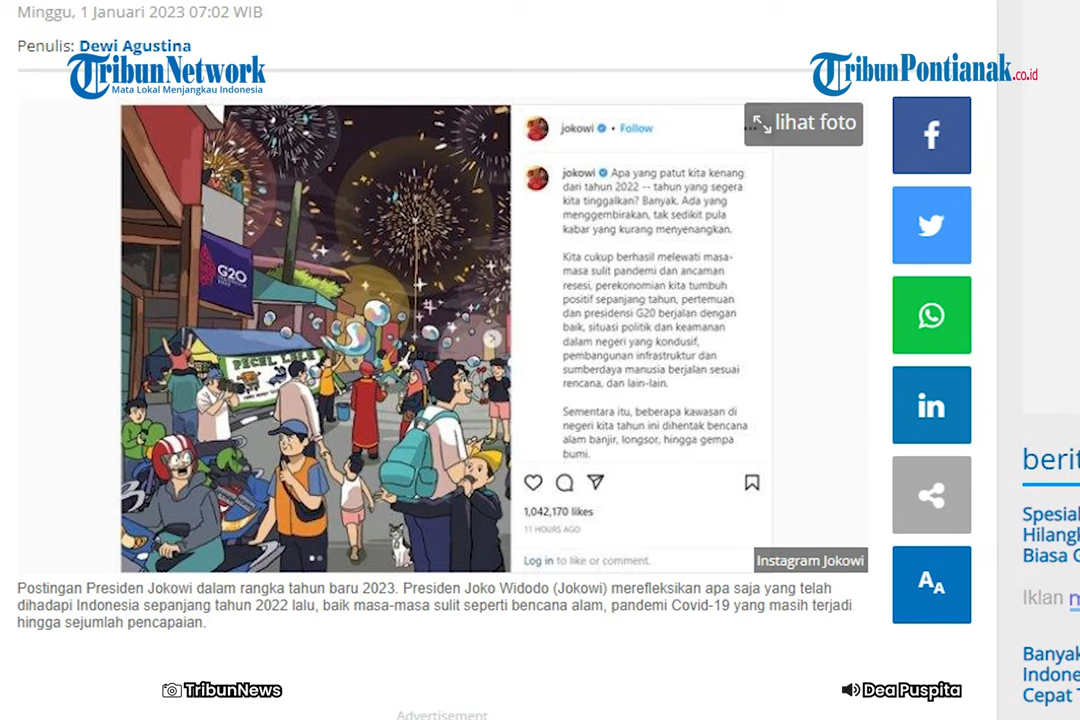 Minggu, 1 Januari 2023 07:02 WIB
Penulis: Dewi Agustina
TribunNetwork
Mata Lokal Menjangkau Indonesia
TribunPontianak.co.id
lihat foto
G20
PECEL LELE
jokowi • Follow
jokowi Apa yang patut kita kenang
dari tahun 2022 -- tahun yang segera
kita tinggalkan? Banyak. Ada yang
menggembirakan, tak sedikit pula
kabar yang kurang menyenangkan.
Kita cukup berhasil melewati masa-
masa sulit pandemi dan ancaman
resesi, perekonomian kita tumbuh
positif sepanjang tahun, pertemuan
dan presidensi G20 berjalan dengan
baik, situasi politik dan keamanan
dalam negeri yang kondusif,
pembangunan infrastruktur dan
sumberdaya manusia berjalan sesuai
rencana, dan lain-lain.
Sementara itu, beberapa kawasan di
negeri kita tahun ini dihentak bencana
alam banjir, longsor, hingga gempa
bumi.
1,042,170 likes
11 HOURS AGO
Log in to like or comment.
Instagram Jokowi
Postingan Presiden Jokowi dalam rangka tahun baru 2023. Presiden Joko Widodo (Jokowi) merefleksikan apa saja yang telah
dihadapi Indonesia sepanjang tahun 2022 lalu, baik masa-masa sulit seperti bencana alam, pandemi Covid-19 yang masih terjadi
hingga sejumlah pencapaian.
f
in
AA
berit
Spesial
Hilang
Biasa
Iklan
Banyak
Indone
Cepat
TribunNews
Dea Puspita
Advertisement